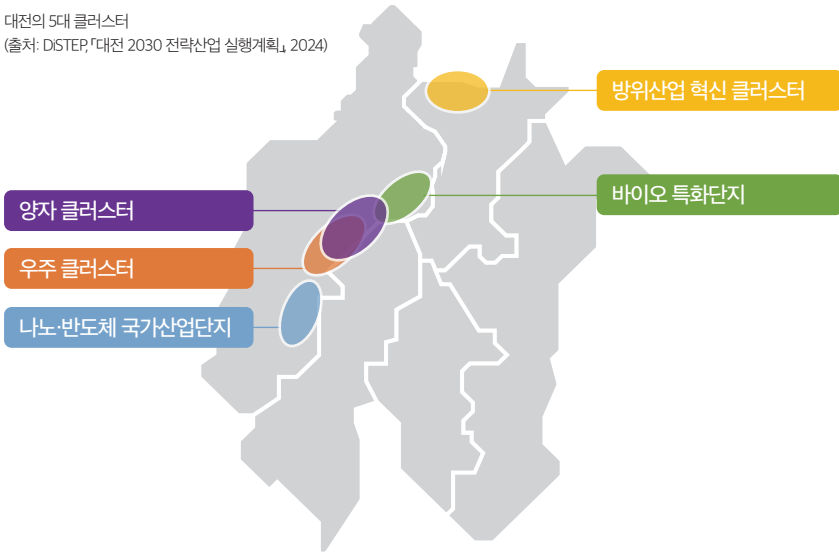 대전의 5대 클러스터
(출처: DiSTEP, 「대전 2030 전략산업 실행계획」, 2024)
방위산업 혁신 클러스터
바이오 특화단지
양자 클러스터
우주 클러스터
나노·반도체 국가산업단지